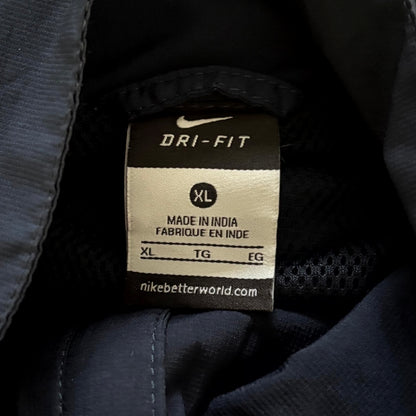 DRI-FIT
XL
MADE IN INDIA
FABRIQUE EN INDE
XL TG EG
nikebetterworld.com